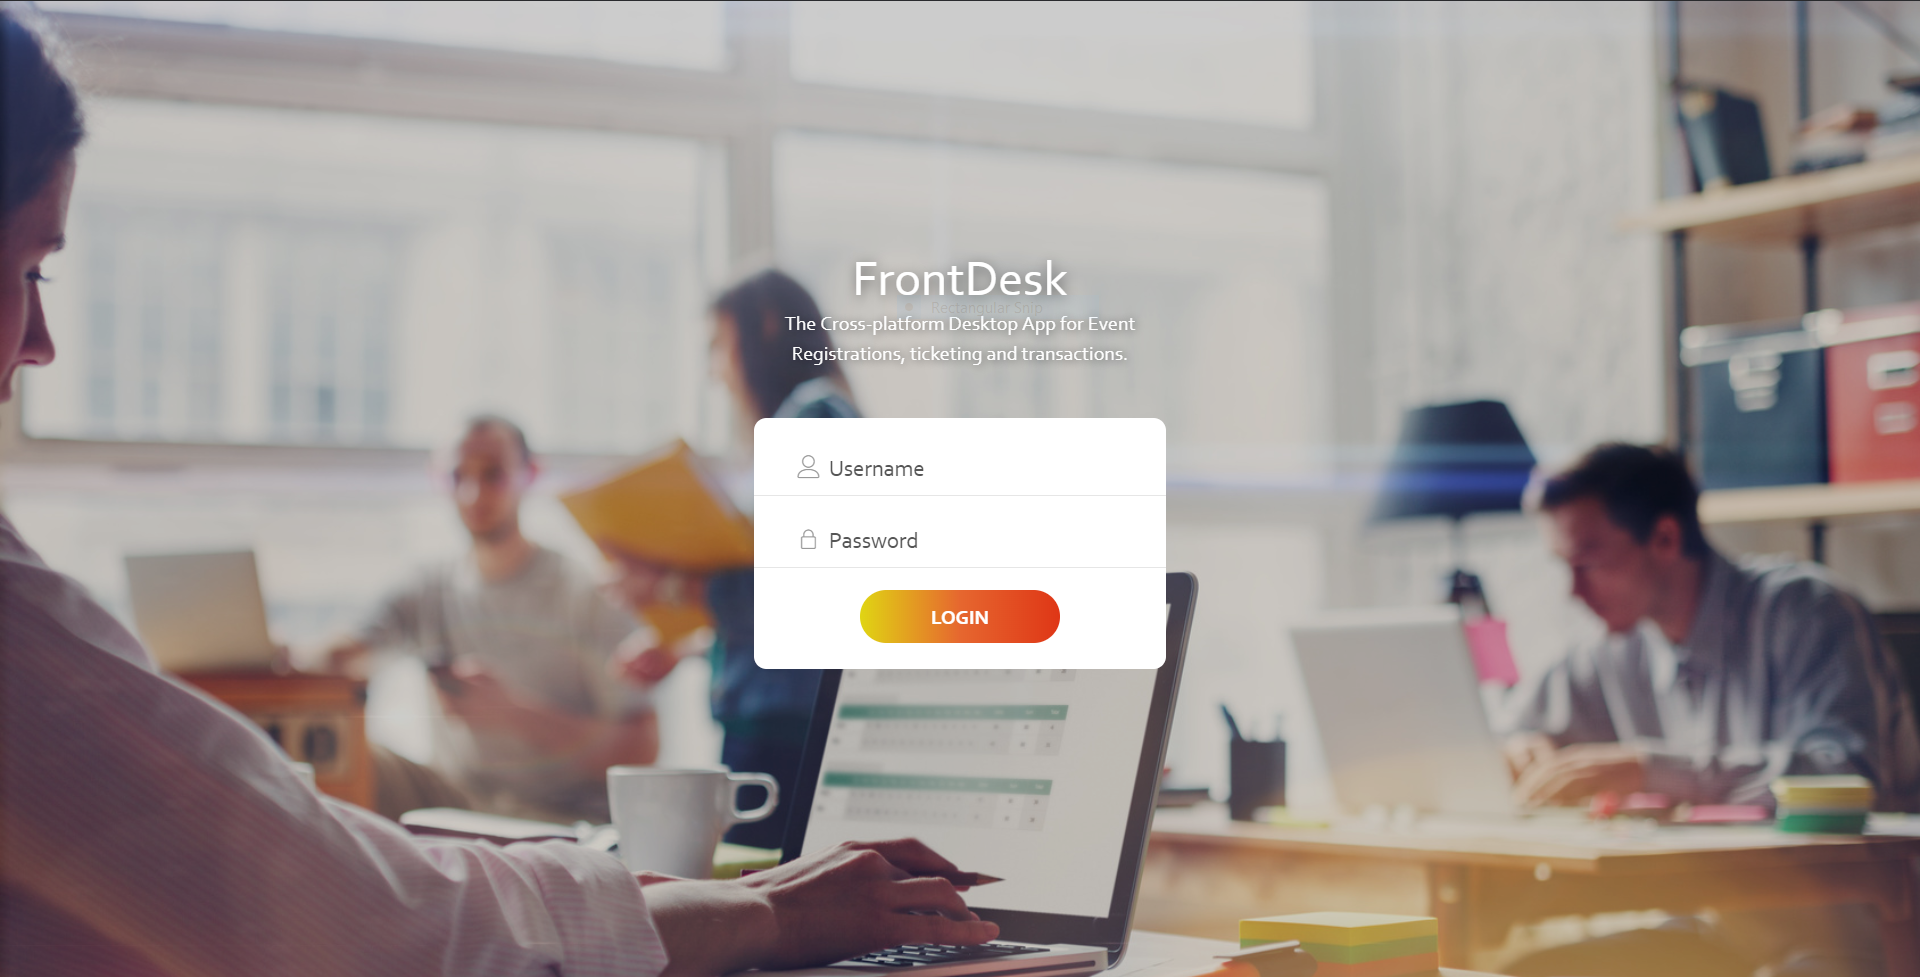 FrontDesk
Rectangular Snip
The Cross-platform Desktop App for Event
Registrations, ticketing and transactions.
Username
Password
LOGIN